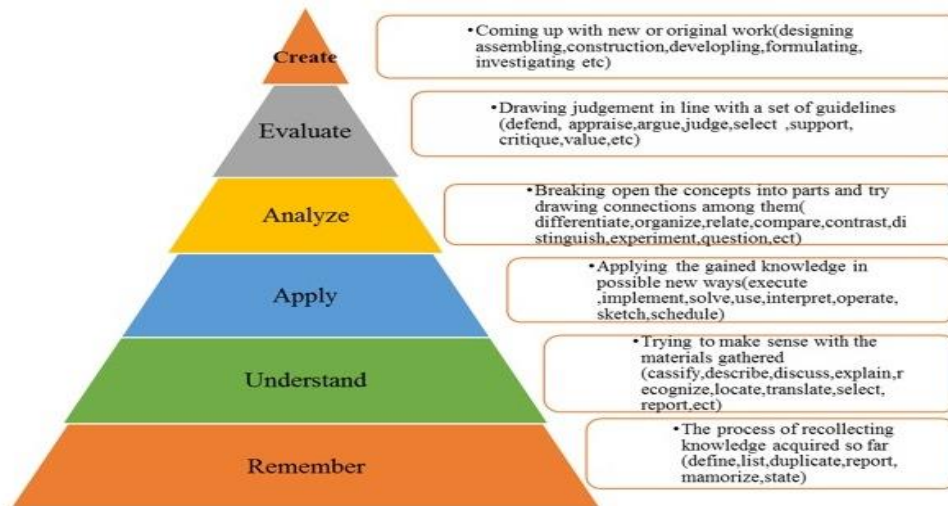 Create
•Coming up with new or original work(designing
assembling,construction,developling,formulating,
investigating etc)
Evaluate
•Drawing judgement in line with a set of guidelines
(defend, appraise,argue,judge,select ,support,
critique,value,etc)
Analyze
•Breaking open the concepts into parts and try
drawing connections among them(
differentiate,organize,relate,compare,contrast,di
stinguish,experiment,question,ect)
Apply
•Applying the gained knowledge in
possible new ways(execute
,implement,solve,use,interpret,operate,
sketch,schedule)
Understand
•Trying to make sense with the
materials gathered
(cassify,describe,discuss,explain,r
ecognize,locate,translate,select,
report,ect)
Remember
•The process of recollecting
knowledge acquired so far
(define,list,duplicate,report,
mamorize,state)